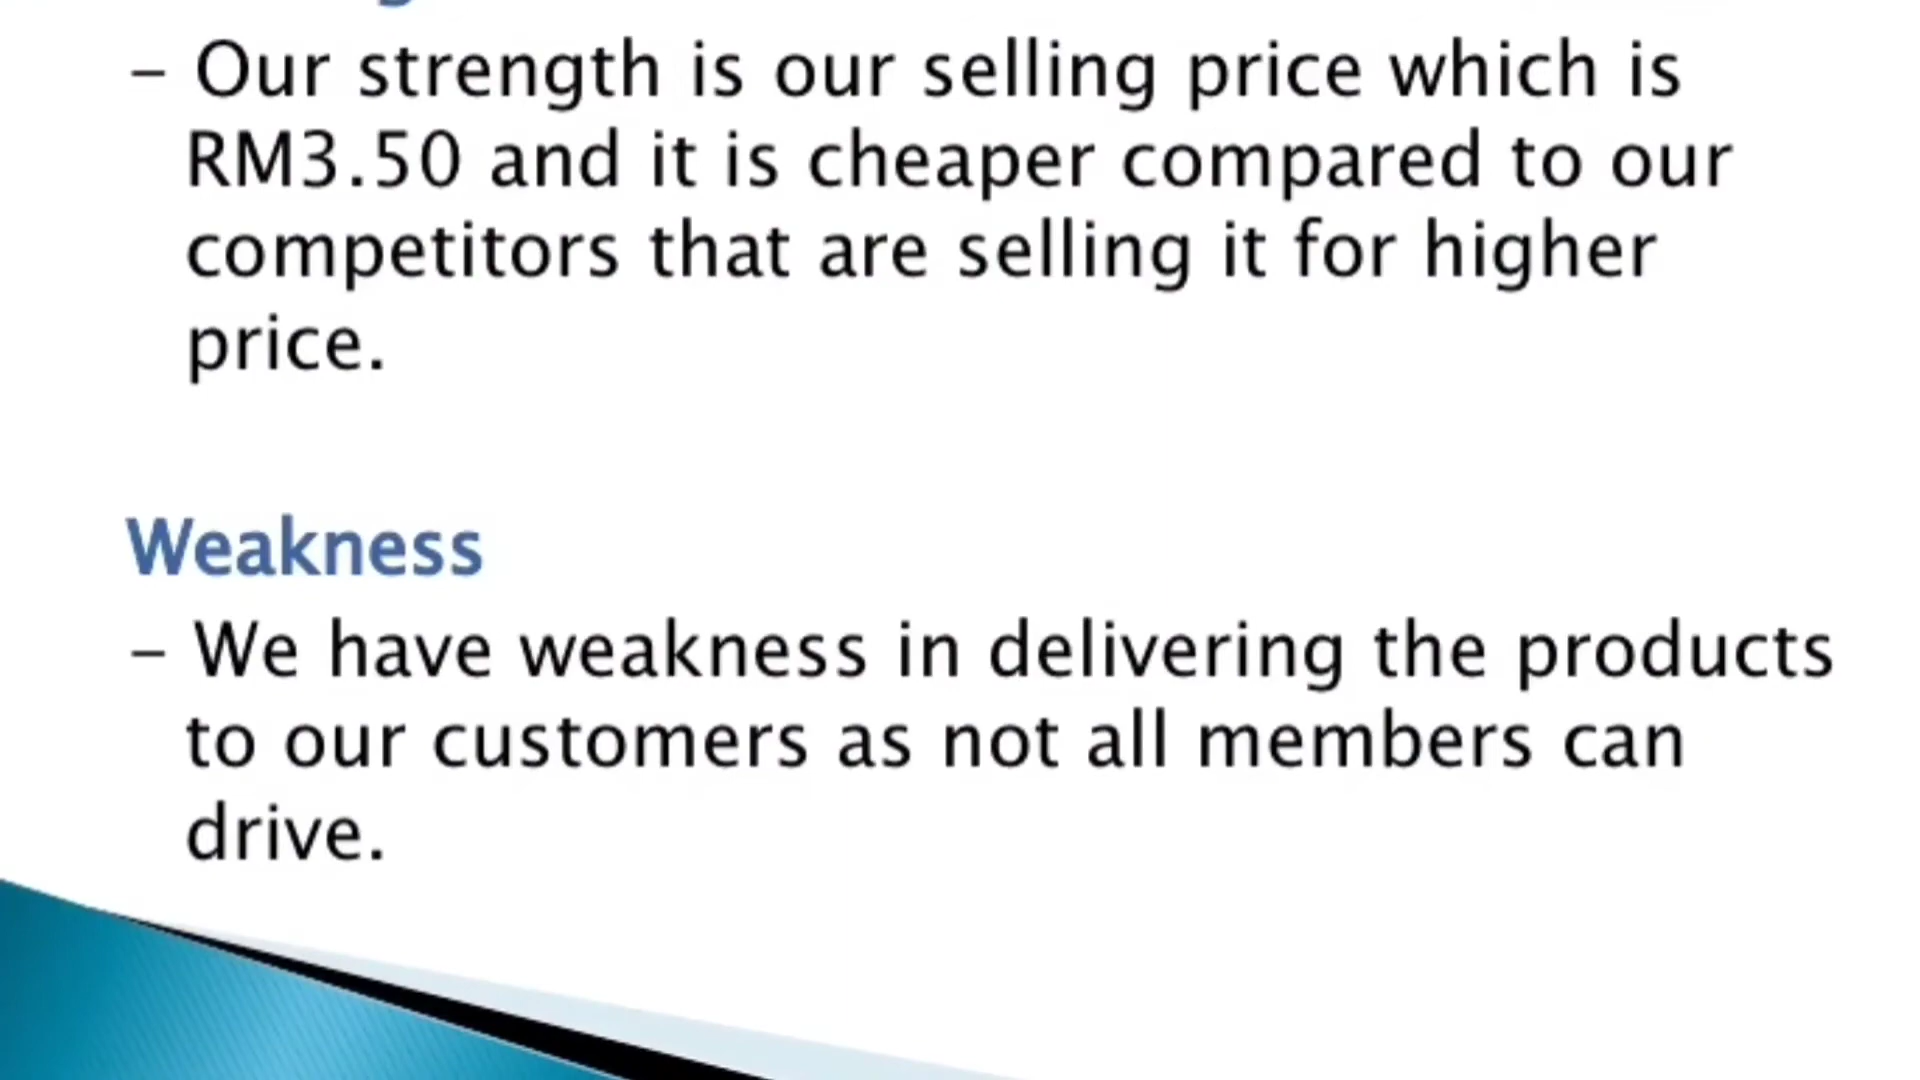 – Our strength is our selling price which is
RM3.50 and it is cheaper compared to our
competitors that are selling it for higher
price.
Weakness
– We have weakness in delivering the products
to our customers as not all members can
drive.